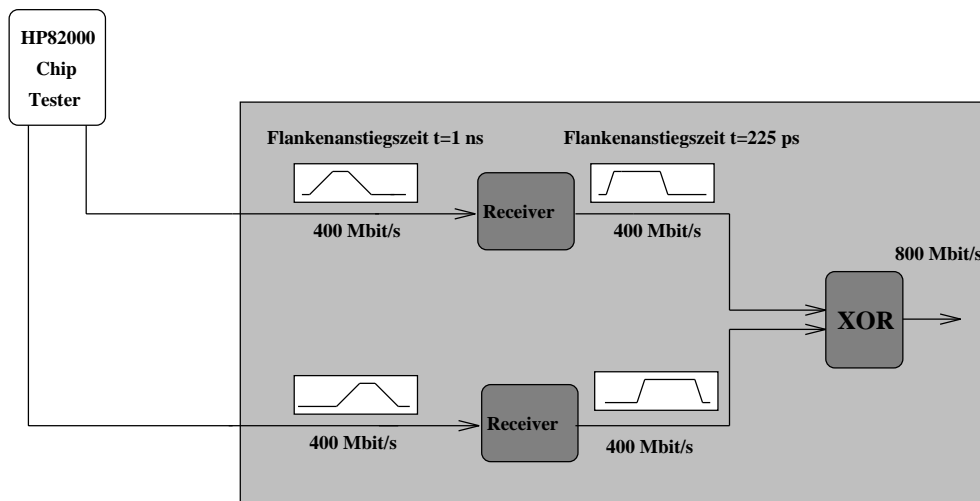 HP82000
Chip
Tester
Flankenanstiegszeit t=1 ns
Flankenanstiegszeit t=225 ps
Receiver
400 Mbit/s
400 Mbit/s
800 Mbit/s
XOR
Receiver
400 Mbit/s
400 Mbit/s